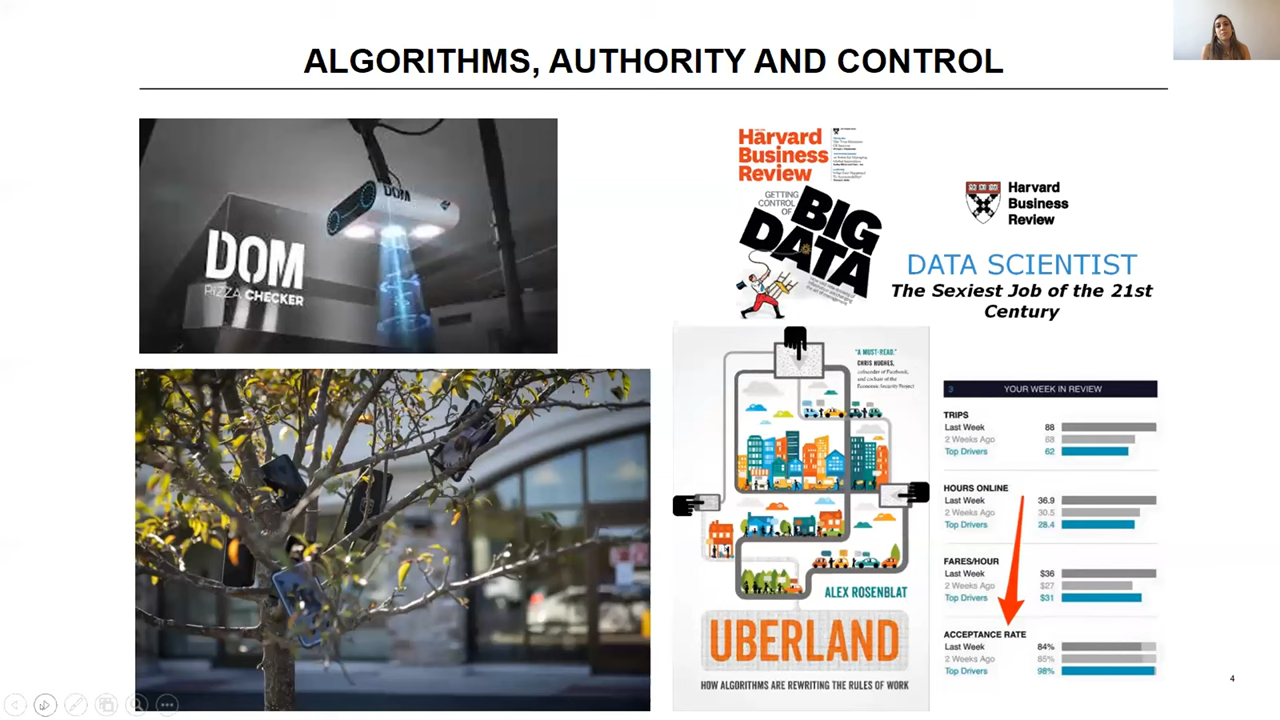 ALGORITHMS, AUTHORITY AND CONTROL
DOM
DOM
PIZZA CHECKER
Harvard
Business
Review
GETTING
CONTROL
OF
BIG
DATA
Harvard
Business
Review
DATA SCIENTIST
The Sexiest Job of the 21st
Century
"A MUST-READ."
CHRIS HUGHES,
cofounder of Facebook,
and cochair of the
Economic Security Project
ALEX ROSENBLAT
UBERLAND
HOW ALGORITHMS ARE REWRITING THE RULES OF WORK
3 YOUR WEEK IN REVIEW
TRIPS
Last Week 88
2 Weeks Ago 68
Top Drivers 62
HOURS ONLINE
Last Week 36.9
2 Weeks Ago 30.5
Top Drivers 28.4
FARES/HOUR
Last Week $36
2 Weeks Ago $27
Top Drivers $31
ACCEPTANCE RATE
Last Week 84%
2 Weeks Ago 85%
Top Drivers 98%
4